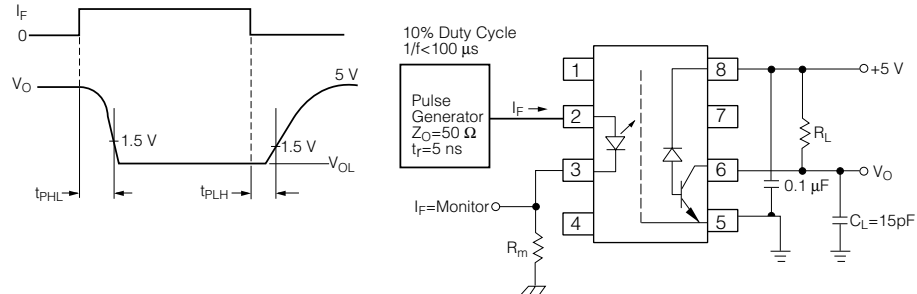 I_F
0
V_O
5 V
1.5 V
1.5 V
V_OL
t_PHL
t_PLH
10% Duty Cycle
1/f<100 µs
Pulse
Generator
Z_O=50 Ω
t_r=5 ns
I_F
I_F=Monitor
R_m
1
2
3
4
8
7
6
5
+5 V
R_L
V_O
0.1 µF
C_L=15pF